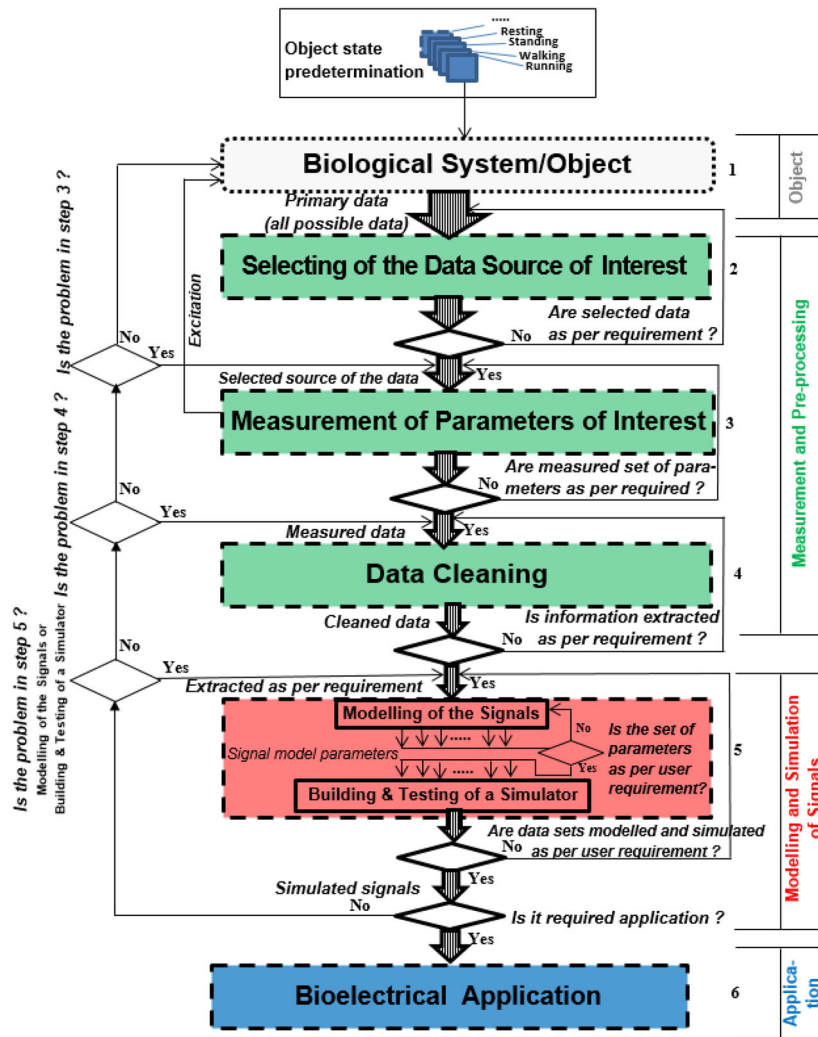 Object state
predetermination
.....
Resting
Standing
Walking
Running
Biological System/Object
1
Object
Primary data
(all possible data)
Selecting of the Data Source of Interest
2
Are selected data
as per requirement ?
No
Yes
Selected source of the data
Excitation
Is the problem in step 3 ?
No
Yes
Measurement of Parameters of Interest
3
Measurement and Pre-processing
Are measured set of para-
meters as per required ?
No
Yes
Measured data
Is the problem in step 4 ?
No
Yes
Data Cleaning
4
Cleaned data
Is information extracted
as per requirement ?
No
Yes
Extracted as per requirement
Is the problem in step 5 ?
Modelling of the Signals or
Building & Testing of a Simulator
No
Yes
Modelling of the Signals
.....
Signal model parameters
No
Yes
Is the set of
parameters
as per user
requirement?
.....
Building & Testing of a Simulator
5
Modelling and Simulation
of Signals
Are data sets modelled and simulated
as per user requirement ?
No
Yes
Simulated signals
No
Is it required application ?
Yes
Bioelectrical Application
6
Applica-
tion